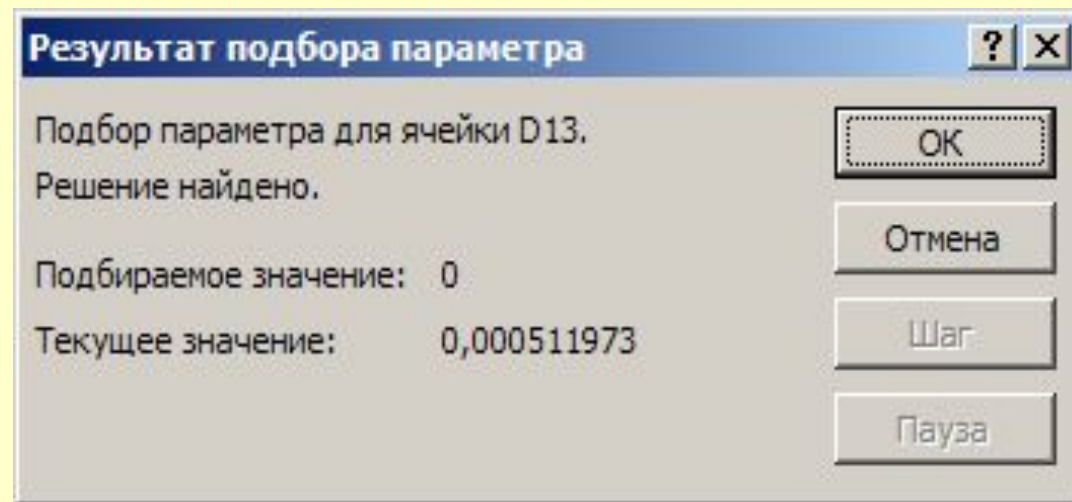 Результат подбора параметра
? X
Подбор параметра для ячейки D13.
Решение найдено.
Подбираемое значение: 0
Текущее значение: 0,000511973
OK
Отмена
Шаг
Пауза